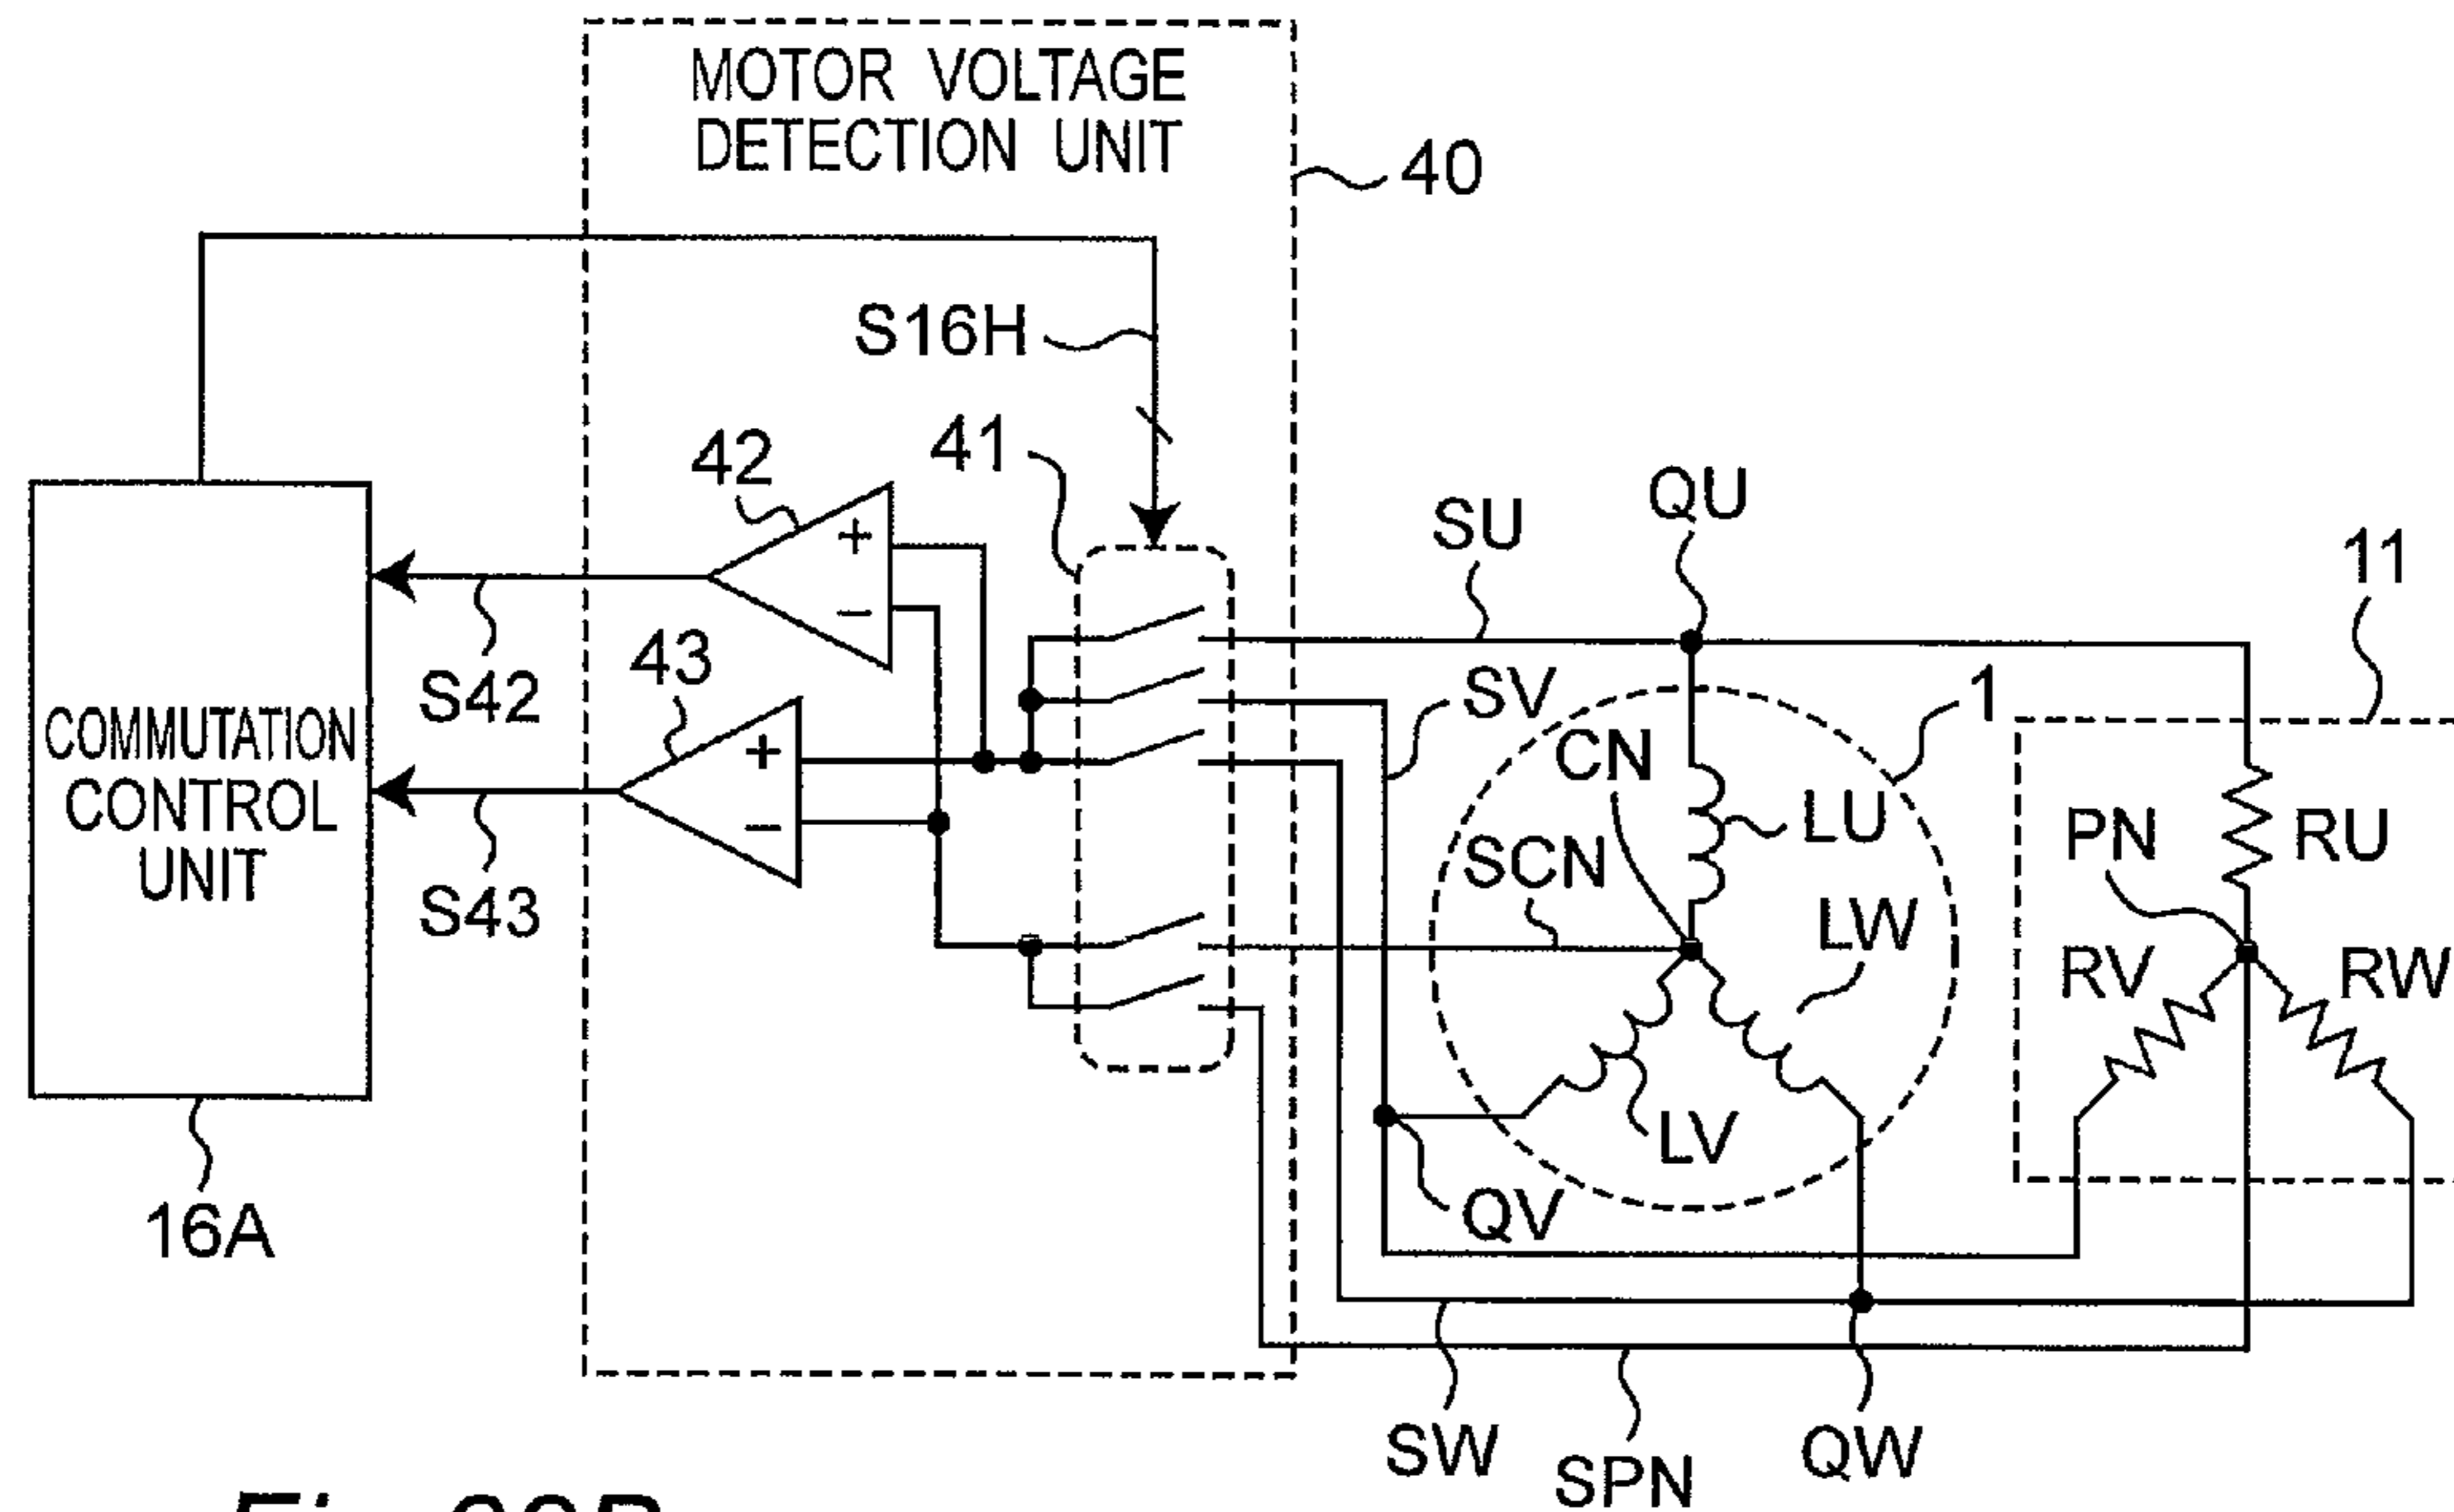 MOTOR VOLTAGE
DETECTION UNIT
40
S16H
41
42
+
−
43
+
−
S42
S43
COMMUTATION
CONTROL
UNIT
16A
SU
QU
11
SV
1
CN
LU
PN
RU
SCN
LW
RV
RW
LV
QV
SW
SPN
QW